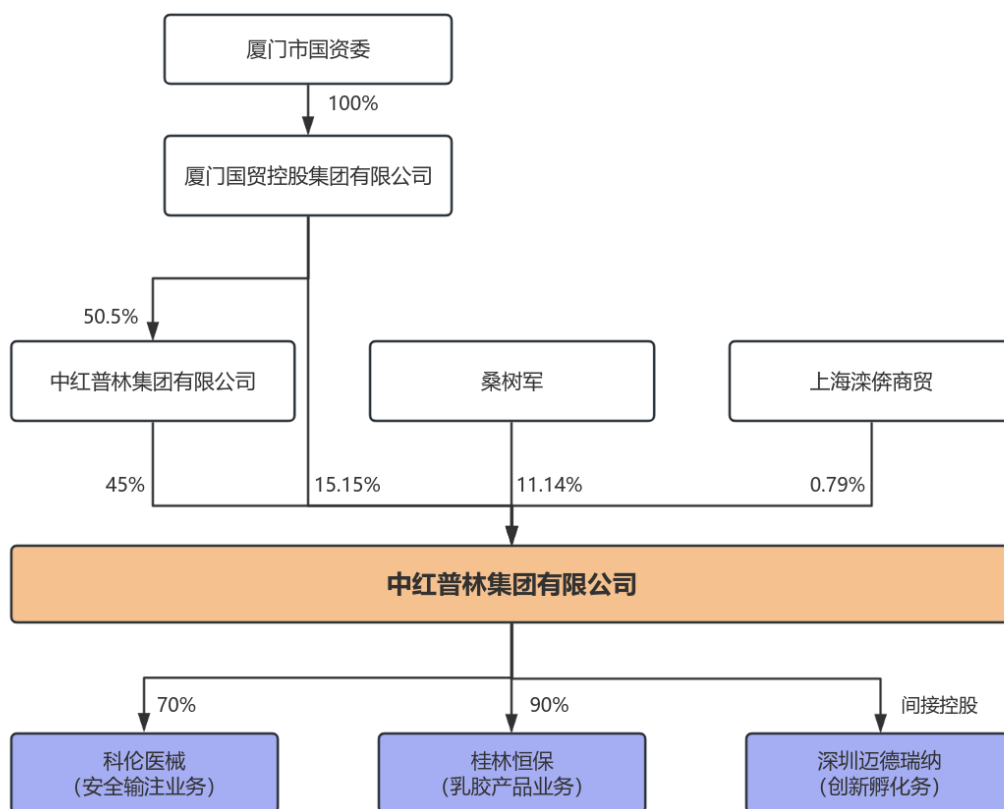 厦门市国资委
100%
厦门国贸控股集团有限公司
50.5%
中红普林集团有限公司
桑树军
上海滦倴商贸
45%
15.15%
11.14%
0.79%
中红普林集团有限公司
70%
90%
间接控股
科伦医械
（安全输注业务）
桂林恒保
（乳胶产品业务）
深圳迈德瑞纳
（创新孵化务）